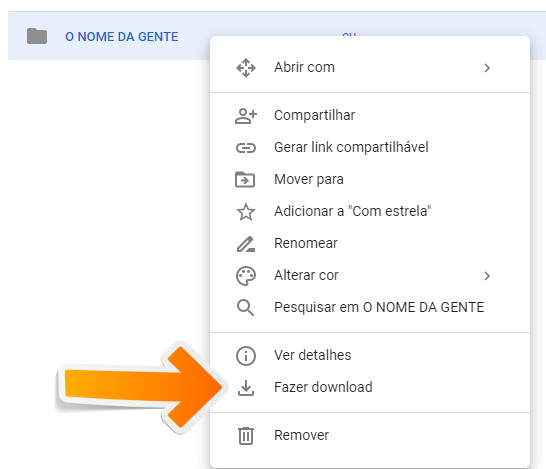 O NOME DA GENTE
Abrir com
Compartilhar
Gerar link compartilhável
Mover para
Adicionar a "Com estrela"
Renomear
Alterar cor
Pesquisar em O NOME DA GENTE
Ver detalhes
Fazer download
Remover